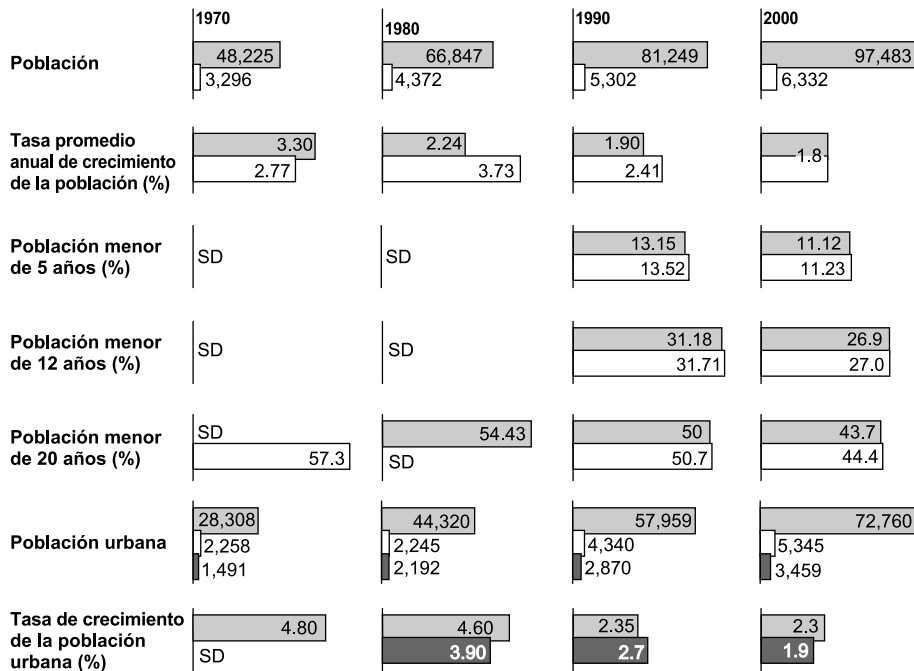 1970
1980
1990
2000
Población
48,225
66,847
81,249
97,483
3,296
4,372
5,302
6,332
Tasa promedio
anual de crecimiento
de la población (%)
3.30
2.24
1.90
1.8
2.77
3.73
2.41
Población menor
de 5 años (%)
SD
SD
13.15
11.12
13.52
11.23
Población menor
de 12 años (%)
SD
SD
31.18
26.9
31.71
27.0
Población menor
de 20 años (%)
SD
54.43
50
43.7
57.3
SD
50.7
44.4
Población urbana
28,308
44,320
57,959
72,760
2,258
2,245
4,340
5,345
1,491
2,192
2,870
3,459
Tasa de crecimiento
de la población
urbana (%)
4.80
4.60
2.35
2.3
SD
3.90
2.7
1.9